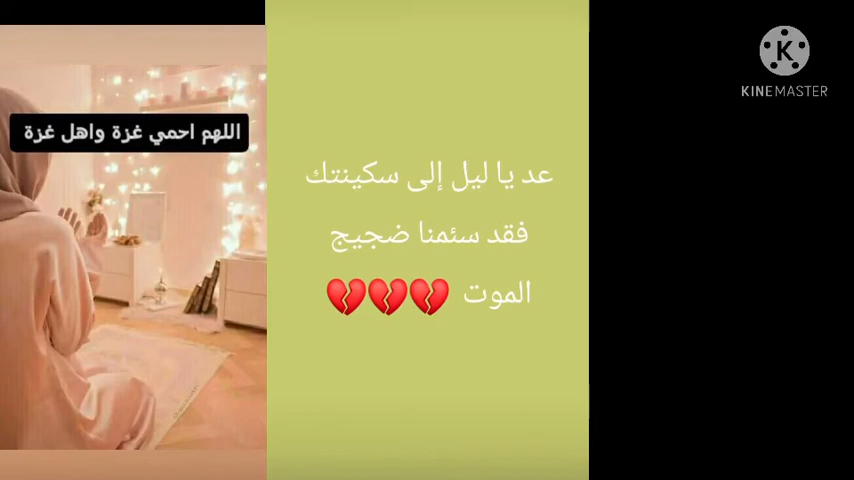 اللهم احمي غزة واهل غزة
عد يا ليل إلى سكينتك
فقد سئمنا ضجيج
الموت 💔💔💔
KINEMASTER